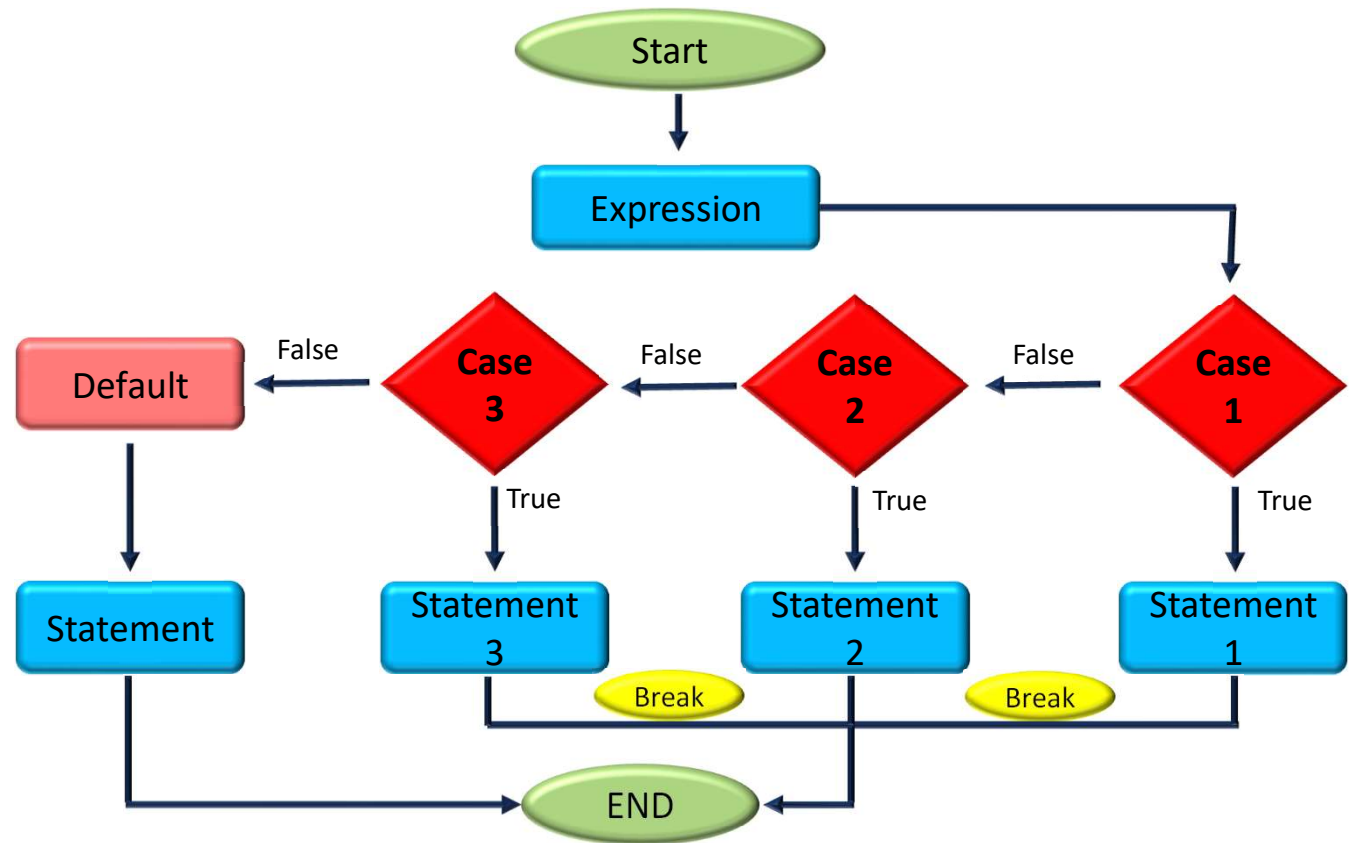 Start
Expression
Default
False
Case
3
False
Case
2
False
Case
1
True
True
True
Statement
Statement
3
Statement
2
Statement
1
Break
Break
END